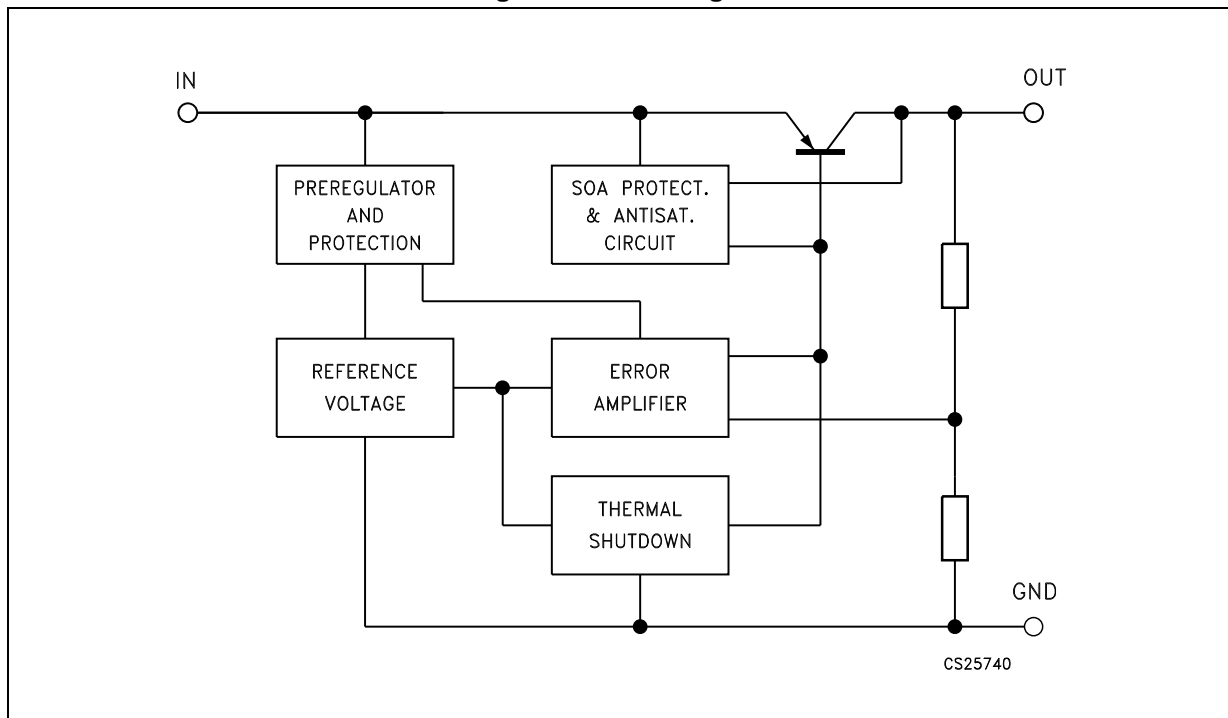 IN
OUT
PREREGULATOR
AND
PROTECTION
SOA PROTECT.
& ANTISAT.
CIRCUIT
REFERENCE
VOLTAGE
ERROR
AMPLIFIER
THERMAL
SHUTDOWN
GND
CS25740